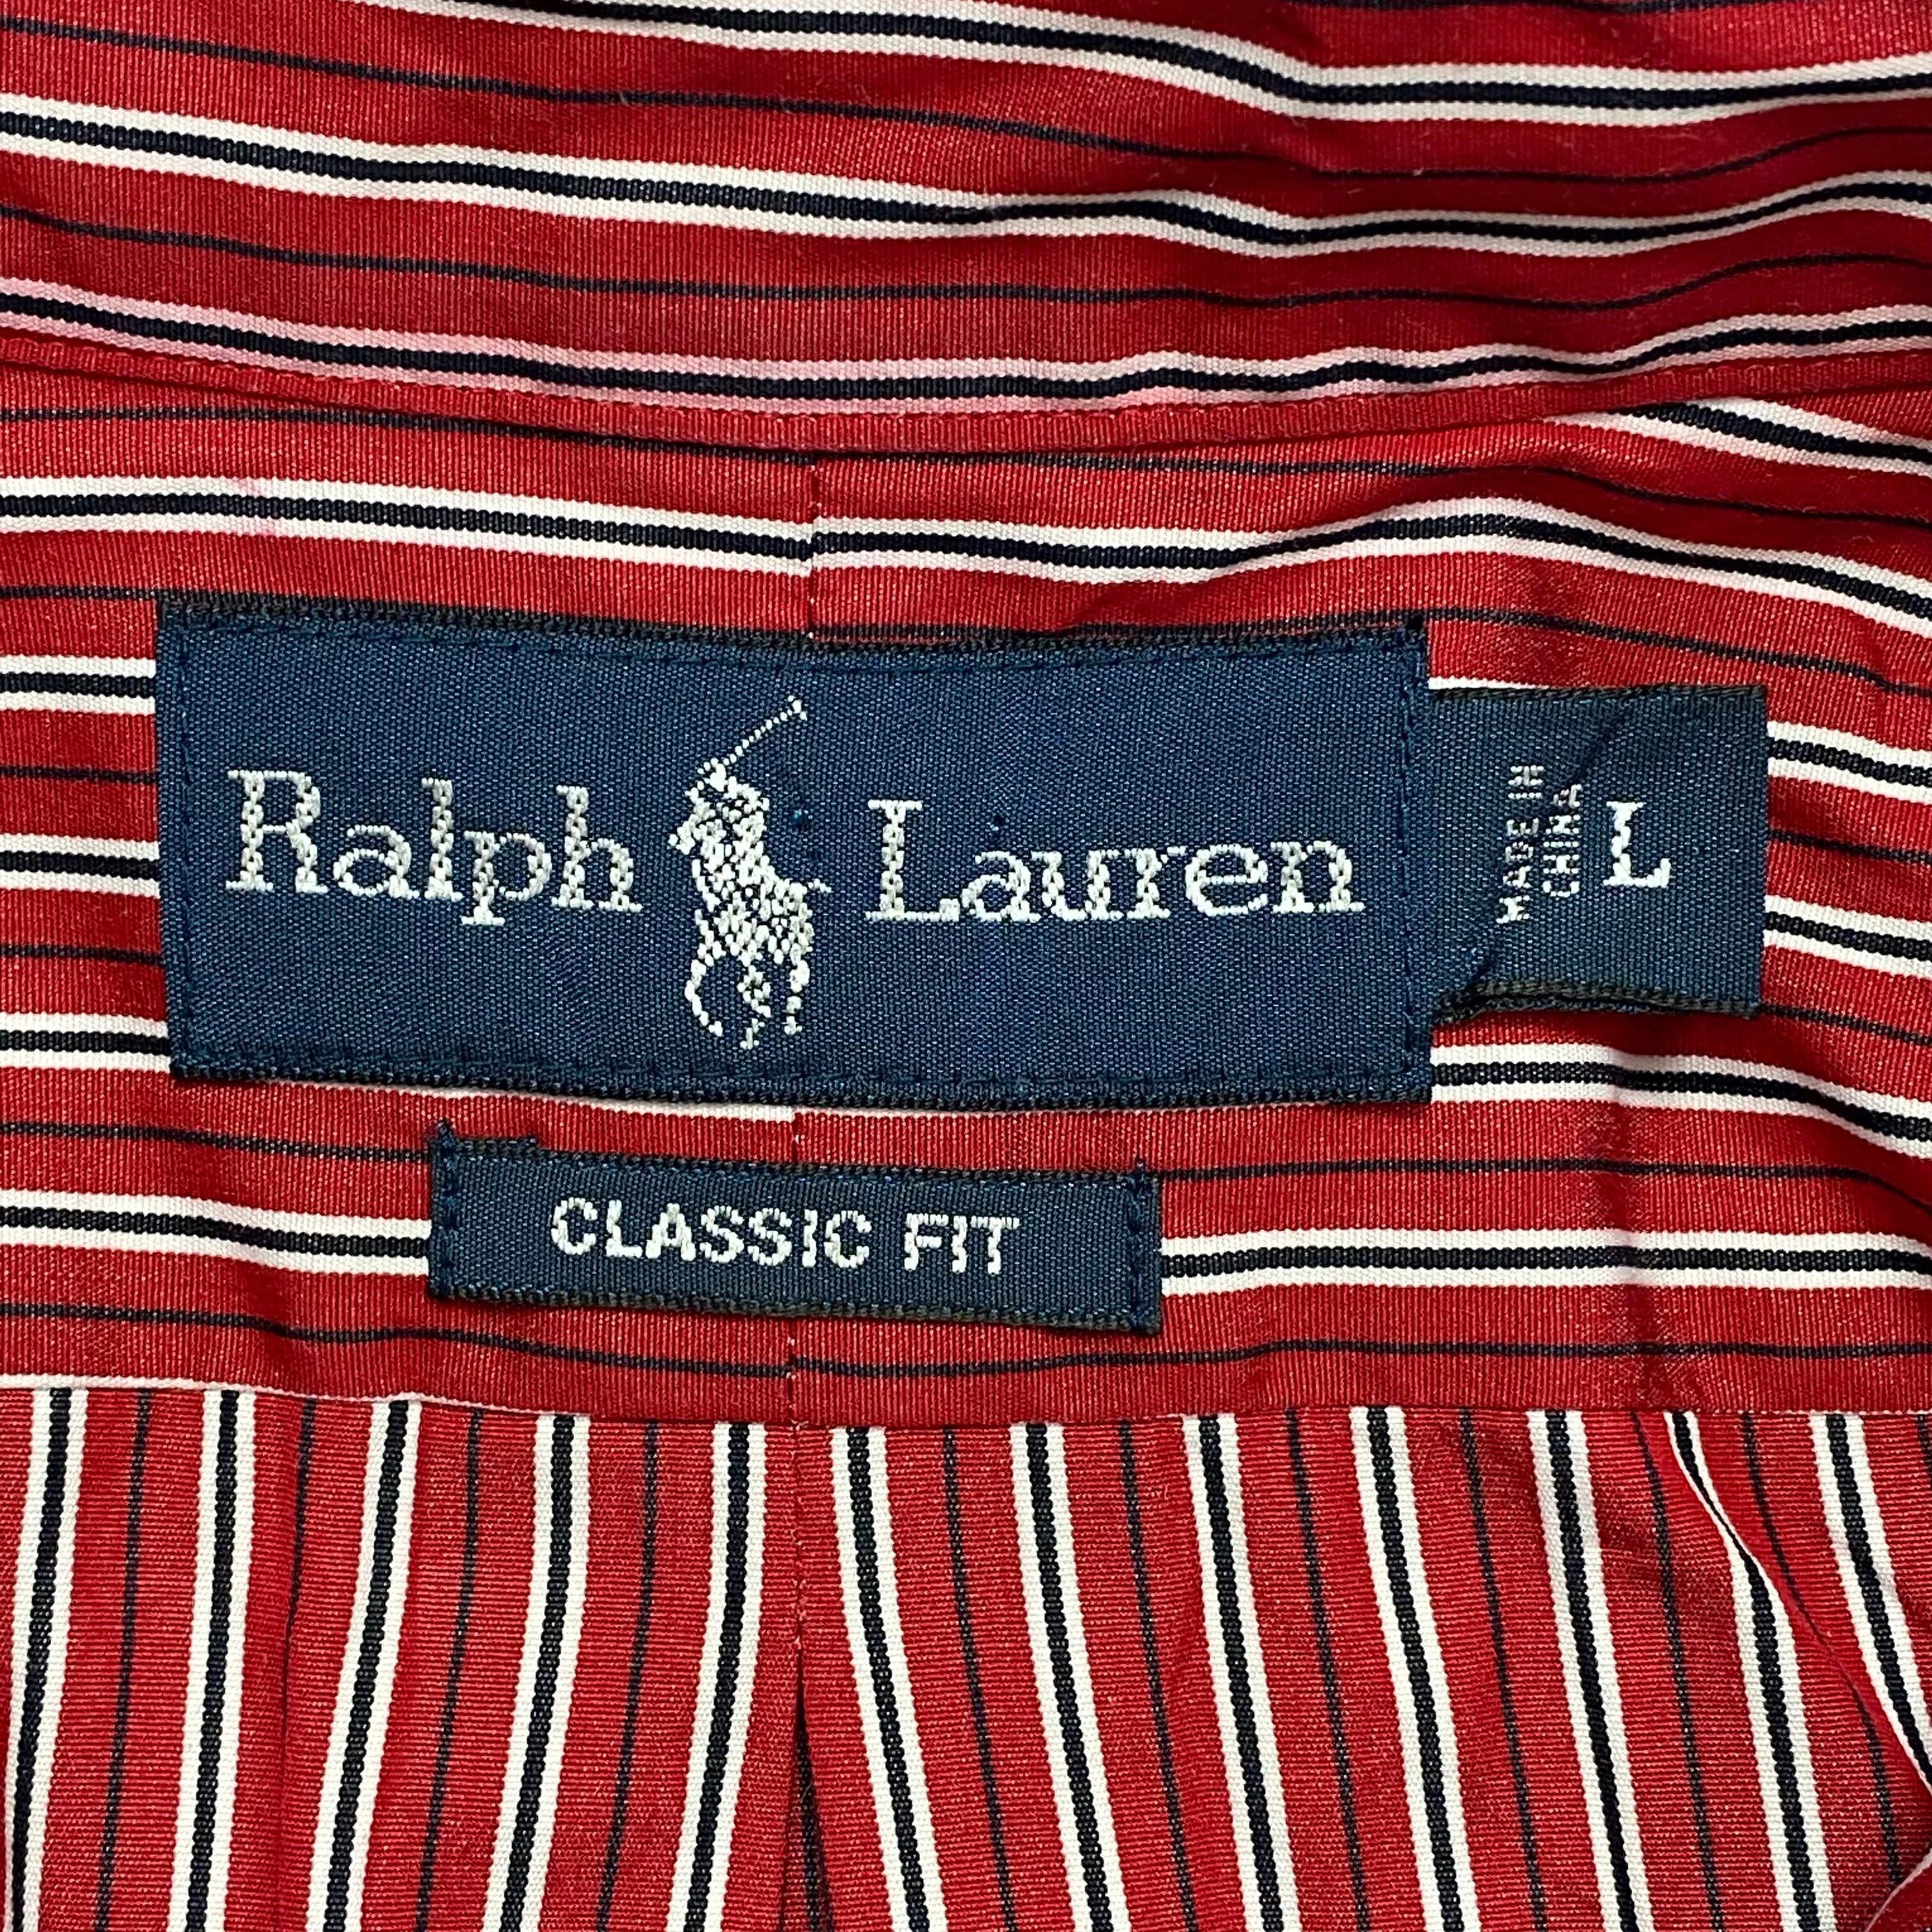 Ralph Lauren
MADE IN
CHINA
L
CLASSIC FIT